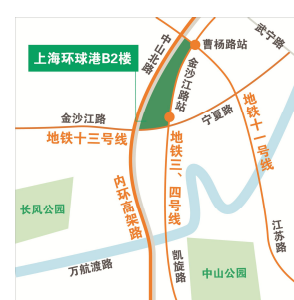 武宁路
曹杨路站
中山北路
上海环球港B2楼
金沙江路站
宁夏路
地铁十一号线
金沙江路
地铁十三号线
地铁三、四号线
内环高架路
长风公园
江苏路
万航渡路
凯旋路
中山公园